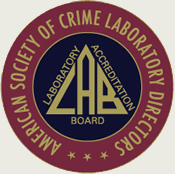 AMERICAN SOCIETY OF CRIME LABORATORY DIRECTORS
LABORATORY
ACCREDITATION
BOARD
LAB